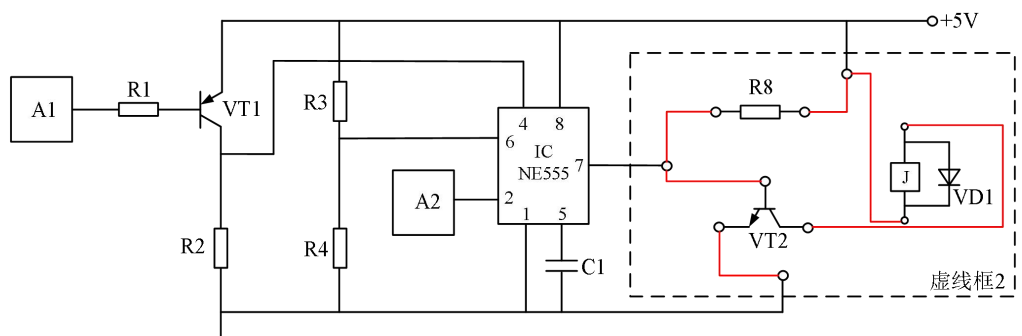 +5V
A1
R1
VT1
R3
R8
4
8
6
IC
NE555
7
A2
2
1
5
J
VD1
VT2
R2
R4
C1
虚线框2